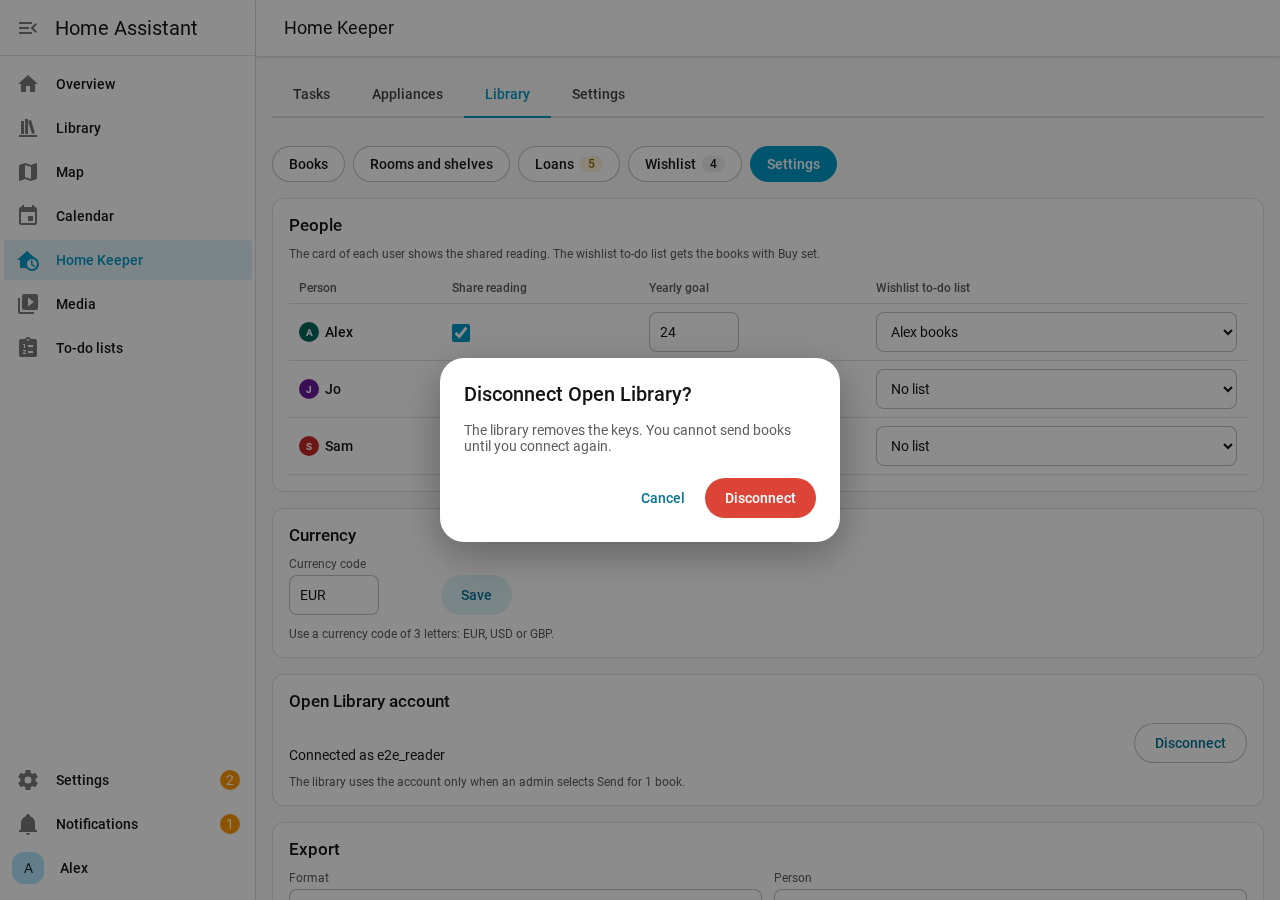 Home Assistant
Home Keeper
Overview
Library
Map
Calendar
Home Keeper
Media
To-do lists
Settings 2
Notifications 1
A Alex
Tasks Appliances Library Settings
Books Rooms and shelves Loans 5 Wishlist 4 Settings
People
The card of each user shows the shared reading. The wishlist to-do list gets the books with Buy set.
Person Share reading Yearly goal Wishlist to-do list
A Alex 24 Alex books
J Jo No list
S Sam No list
Disconnect Open Library?
The library removes the keys. You cannot send books
until you connect again.
Cancel Disconnect
Currency
Currency code
EUR Save
Use a currency code of 3 letters: EUR, USD or GBP.
Open Library account
Connected as e2e_reader
Disconnect
The library uses the account only when an admin selects Send for 1 book.
Export
Format Person